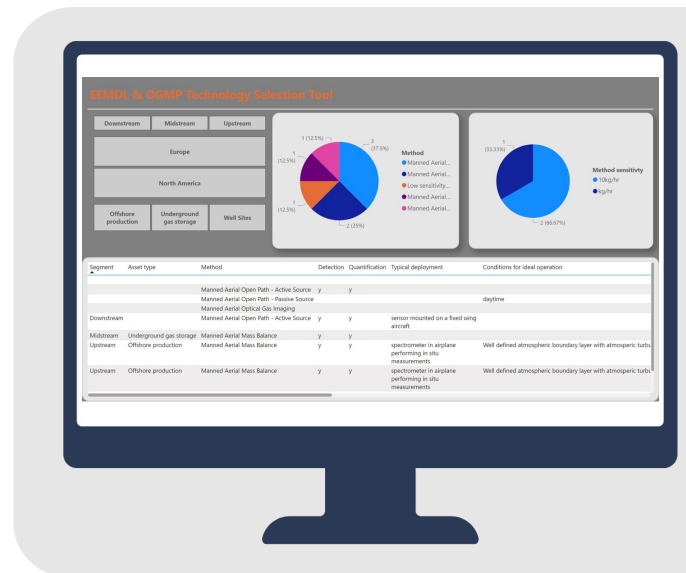 EEMDL & OGMP Technology Selection Tool
Downstream Midstream Upstream
Europe
North America
Offshore production Underground gas storage Well Sites
1 (12.5%)
3 (37.5%)
1 (12.5%)
1 (12.5%)
2 (25%)
Method
Manned Aerial...
Manned Aerial...
Low sensitivity...
Manned Aerial...
Manned Aerial...
1 (33.33%)
2 (66.67%)
Method sensitivty
10kg/hr
kg/hr
Segment Asset type Method Detection Quantification Typical deployment Conditions for ideal operation
Manned Aerial Open Path - Active Source y y
Manned Aerial Open Path - Passive Source daytime
Manned Aerial Optical Gas Imaging
Downstream Manned Aerial Open Path - Active Source y y sensor mounted on a fixed wing
aircraft
Midstream Underground gas storage Manned Aerial Mass Balance y y
Upstream Offshore production Manned Aerial Mass Balance y y spectrometer in airplane Well defined atmospheric boundary layer with atmosperic turbu
performing in situ
measurements
Upstream Offshore production Manned Aerial Mass Balance y y spectrometer in airplane Well defined atmospheric boundary layer with atmosperic turbu
performing in situ
measurements